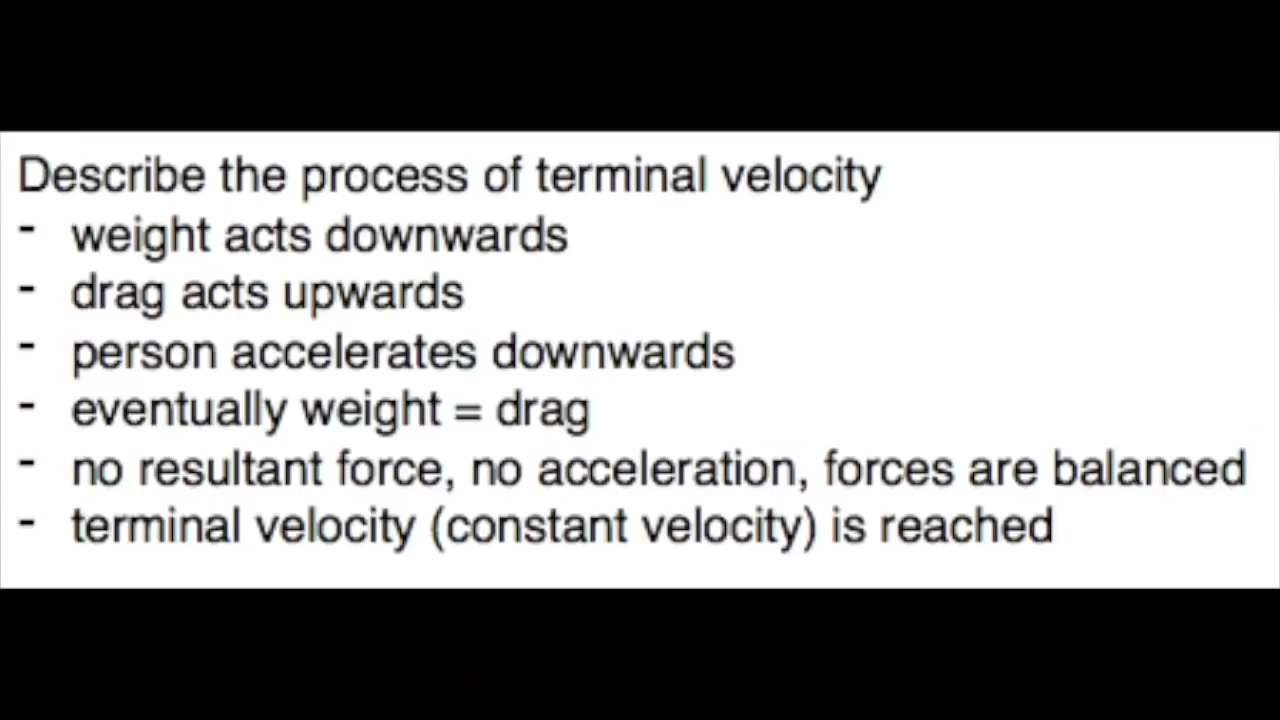 Describe the process of terminal velocity
- weight acts downwards
- drag acts upwards
- person accelerates downwards
- eventually weight = drag
- no resultant force, no acceleration, forces are balanced
- terminal velocity (constant velocity) is reached